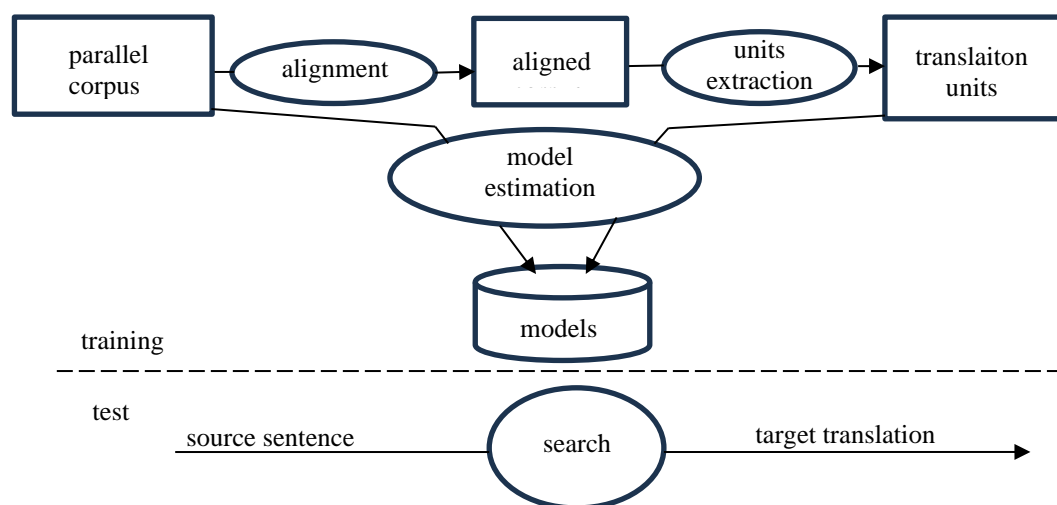 parallel
corpus
alignment
aligned
units
extraction
translaiton
units
model
estimation
models
training
test
source sentence
search
target translation